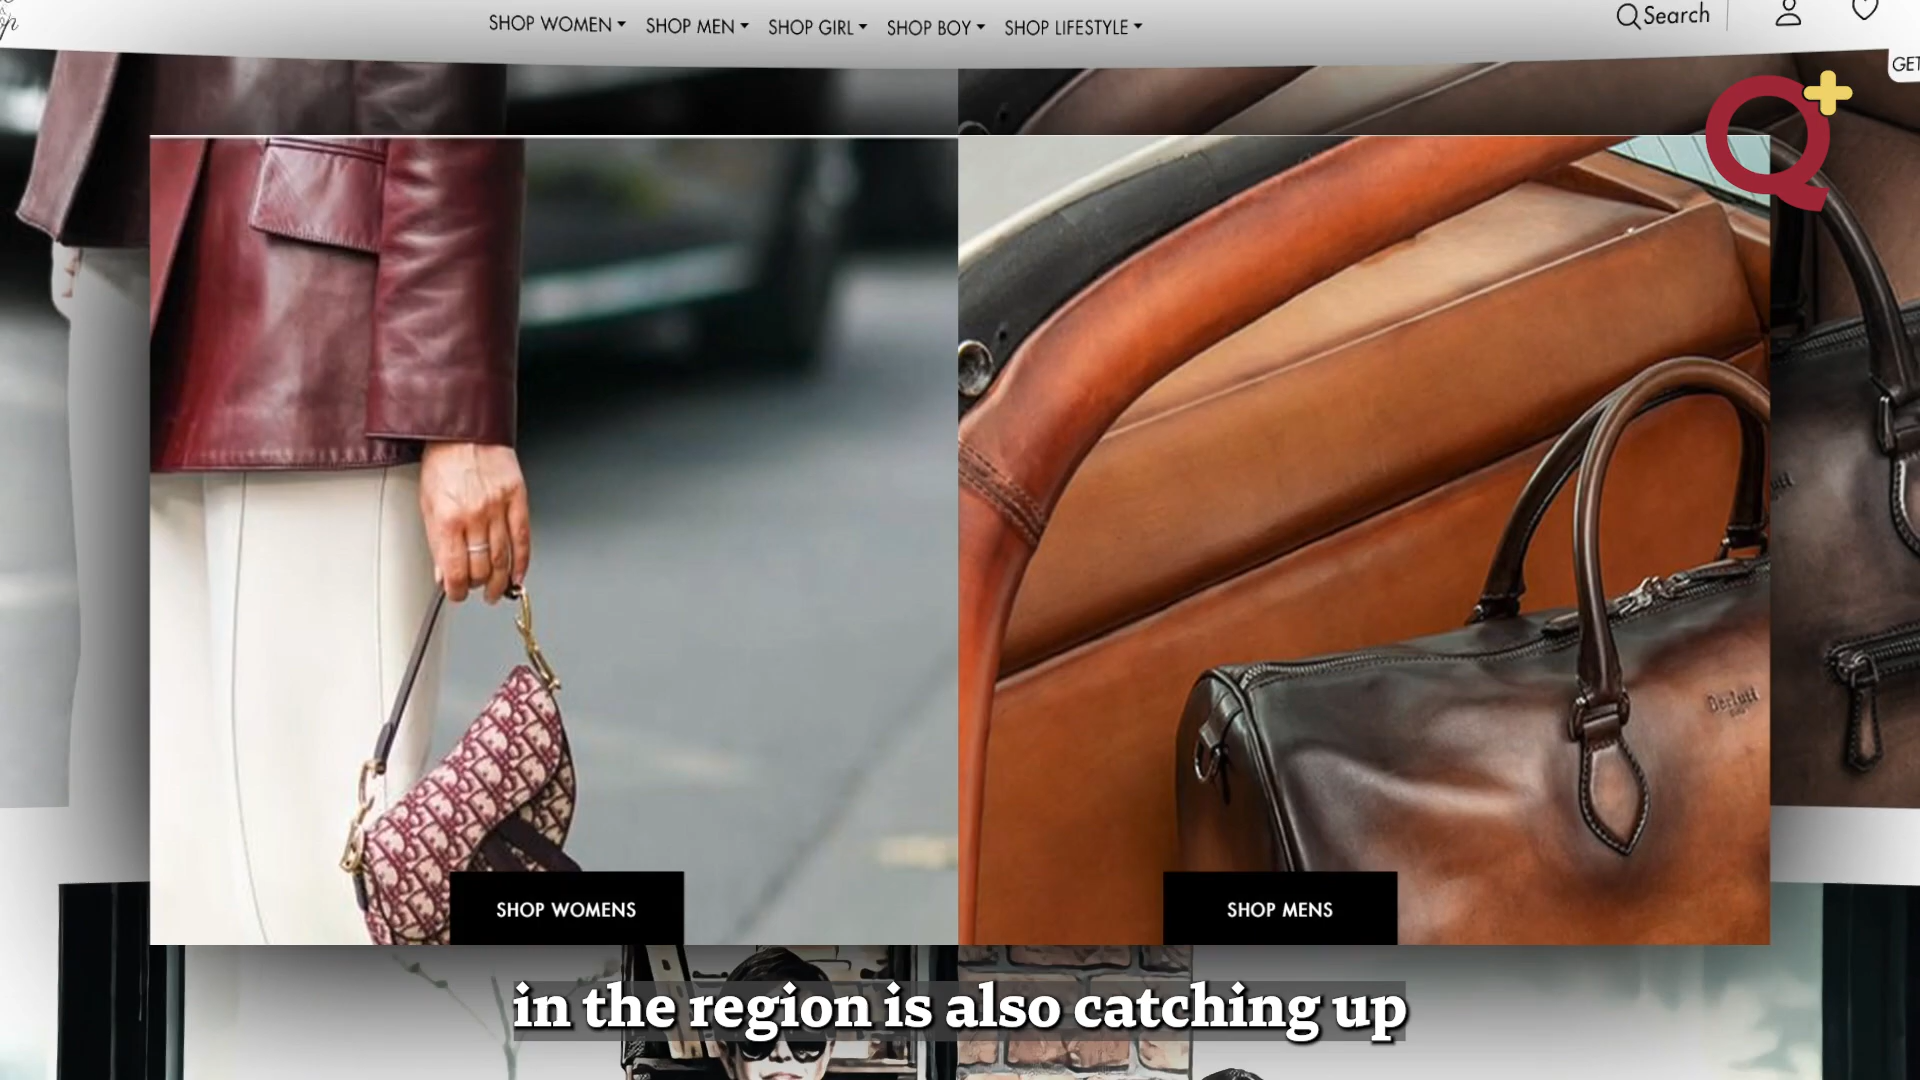 SHOP WOMEN SHOP MEN SHOP GIRL SHOP BOY SHOP LIFESTYLE
Search
GET
Q+
Berluti
SHOP WOMENS
SHOP MENS
in the region is also catching up